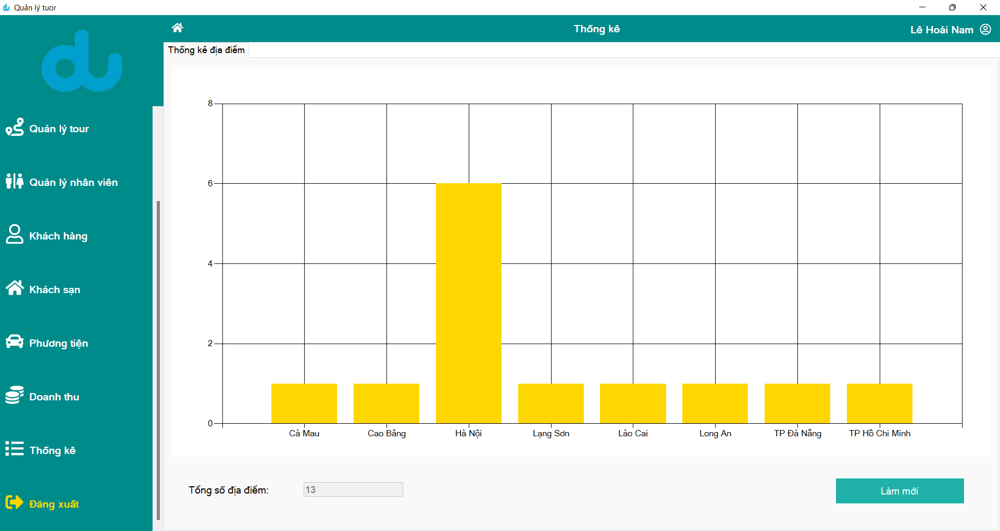 Quản lý tuor
Thống kê
Lê Hoài Nam
Thống kê địa điểm
Quản lý tour
Quản lý nhân viên
Khách hàng
Khách sạn
Phương tiện
Doanh thu
Thống kê
Đăng xuất
8
6
4
2
0
Cà Mau
Cao Bằng
Hà Nội
Lạng Sơn
Lào Cai
Long An
TP Đà Nẵng
TP Hồ Chi Minh
Tổng số địa điểm:
13
Làm mới